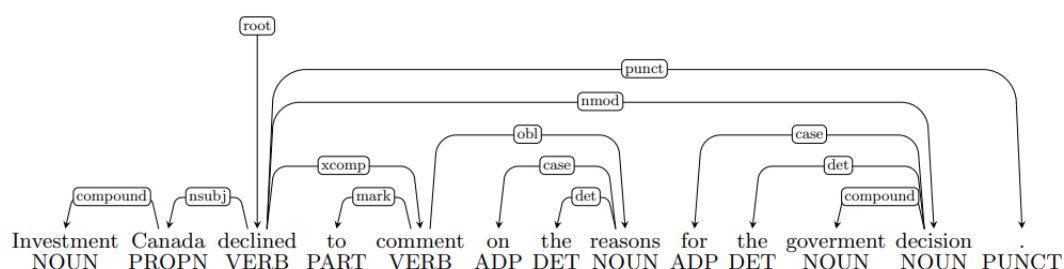 root
punct
nmod
obl case
xcomp case det
compound nsubj mark det compound
Investment Canada declined to comment on the reasons for the goverment decision .
NOUN PROPN VERB PART VERB ADP DET NOUN ADP DET NOUN NOUN PUNCT